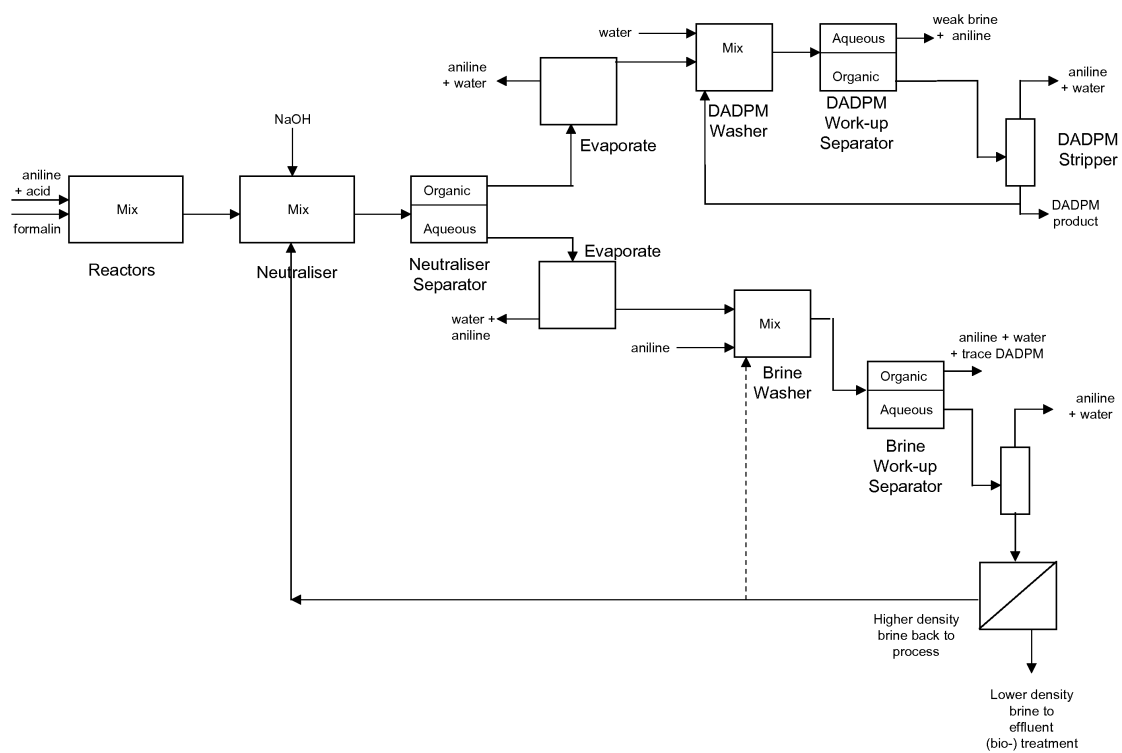 weak brine
+ aniline
water
Mix
Aqueous
Organic
aniline
+ water
aniline
+ water
DADPM
Washer
DADPM
Work-up
Separator
DADPM
Stripper
Evaporate
NaOH
aniline
+ acid
formalin
Mix
Reactors
Mix
Neutraliser
Organic
Aqueous
Neutraliser
Separator
DADPM
product
Evaporate
water +
aniline
aniline
Mix
Brine
Washer
aniline + water
+ trace DADPM
Organic
Aqueous
Brine
Work-up
Separator
aniline
+ water
Higher density
brine back to
process
Lower density
brine to
effluent
(bio-) treatment